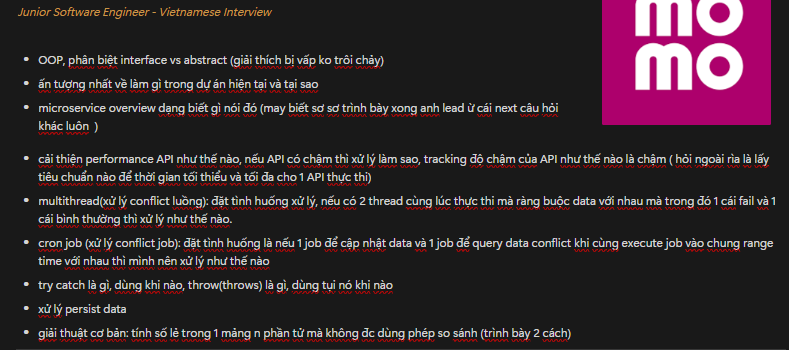 Junior Software Engineer - Vietnamese Interview
mo
mo
• OOP, phân biệt interface vs abstract (giải thích bị vấp ko trôi chảy)
• ấn tượng nhất về làm gì trong dự án hiện tại và tại sao
• microservice overview dạng biết gì nói đó (may biết sơ sơ trình bày xong anh lead ừ cái next câu hỏi
khác luôn )
• cải thiện performance API như thế nào, nếu API có chậm thì xử lý làm sao, tracking độ chậm của API như thế nào là chậm ( hỏi ngoài rìa là lấy
tiêu chuẩn nào để thời gian tối thiểu và tối đa cho 1 API thực thi)
• multithread(xử lý conflict luồng): đặt tình huống xử lý, nếu có 2 thread cùng lúc thực thi mà ràng buộc data với nhau mà trong đó 1 cái fail và 1
cái bình thường thì xử lý như thế nào.
• cron job (xử lý conflict job): đặt tình huống là nếu 1 job để cập nhật data và 1 job để query data conflict khi cùng execute job vào chung range
time với nhau thì mình nên xử lý như thế nào
• try catch là gì, dùng khi nào, throw(throws) là gì, dùng tụi nó khi nào
• xử lý persist data
• giải thuật cơ bản: tính số lẻ trong 1 mảng n phần tử mà không đc dùng phép so sánh (trình bày 2 cách)